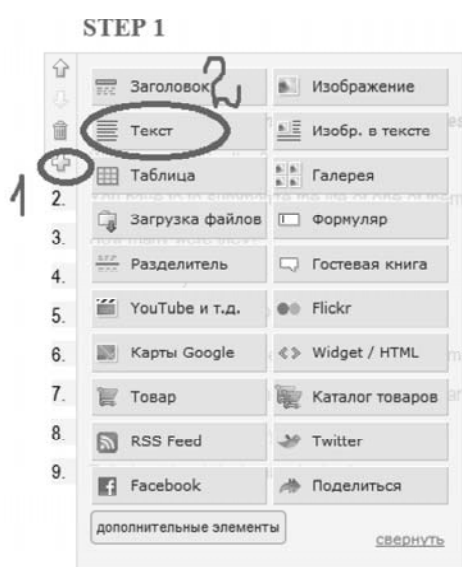 STEP 1
Заголовок 2 Изображение
Текст Изобр. в тексте
1 Таблица Галерея
2. Загрузка файлов Формуляр
3. Разделитель Гостевая книга
4.
5. YouTube и т.д. Flickr
6. Карты Google Widget / HTML
7. Товар Каталог товаров
8. RSS Feed Twitter
9. Facebook Поделиться
дополнительные элементы
свернуть